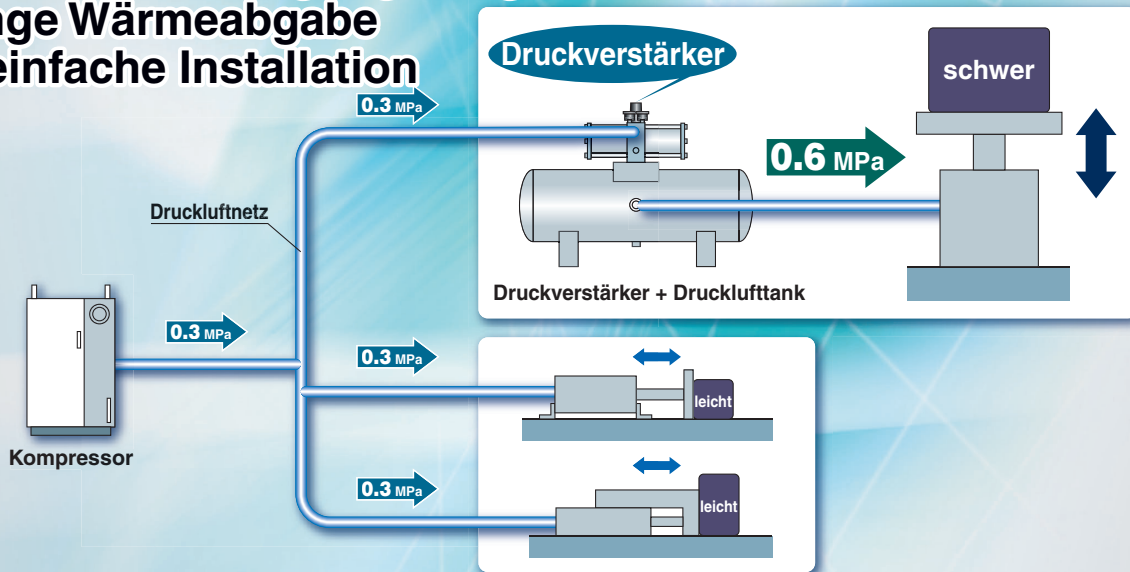 Wärmeabgabe
einfache Installation
Druckverstärker
schwer
0.3 MPa
0.6 MPa
Druckluftnetz
Druckverstärker + Drucklufttank
0.3 MPa
0.3 MPa
leicht
Kompressor
0.3 MPa
leicht